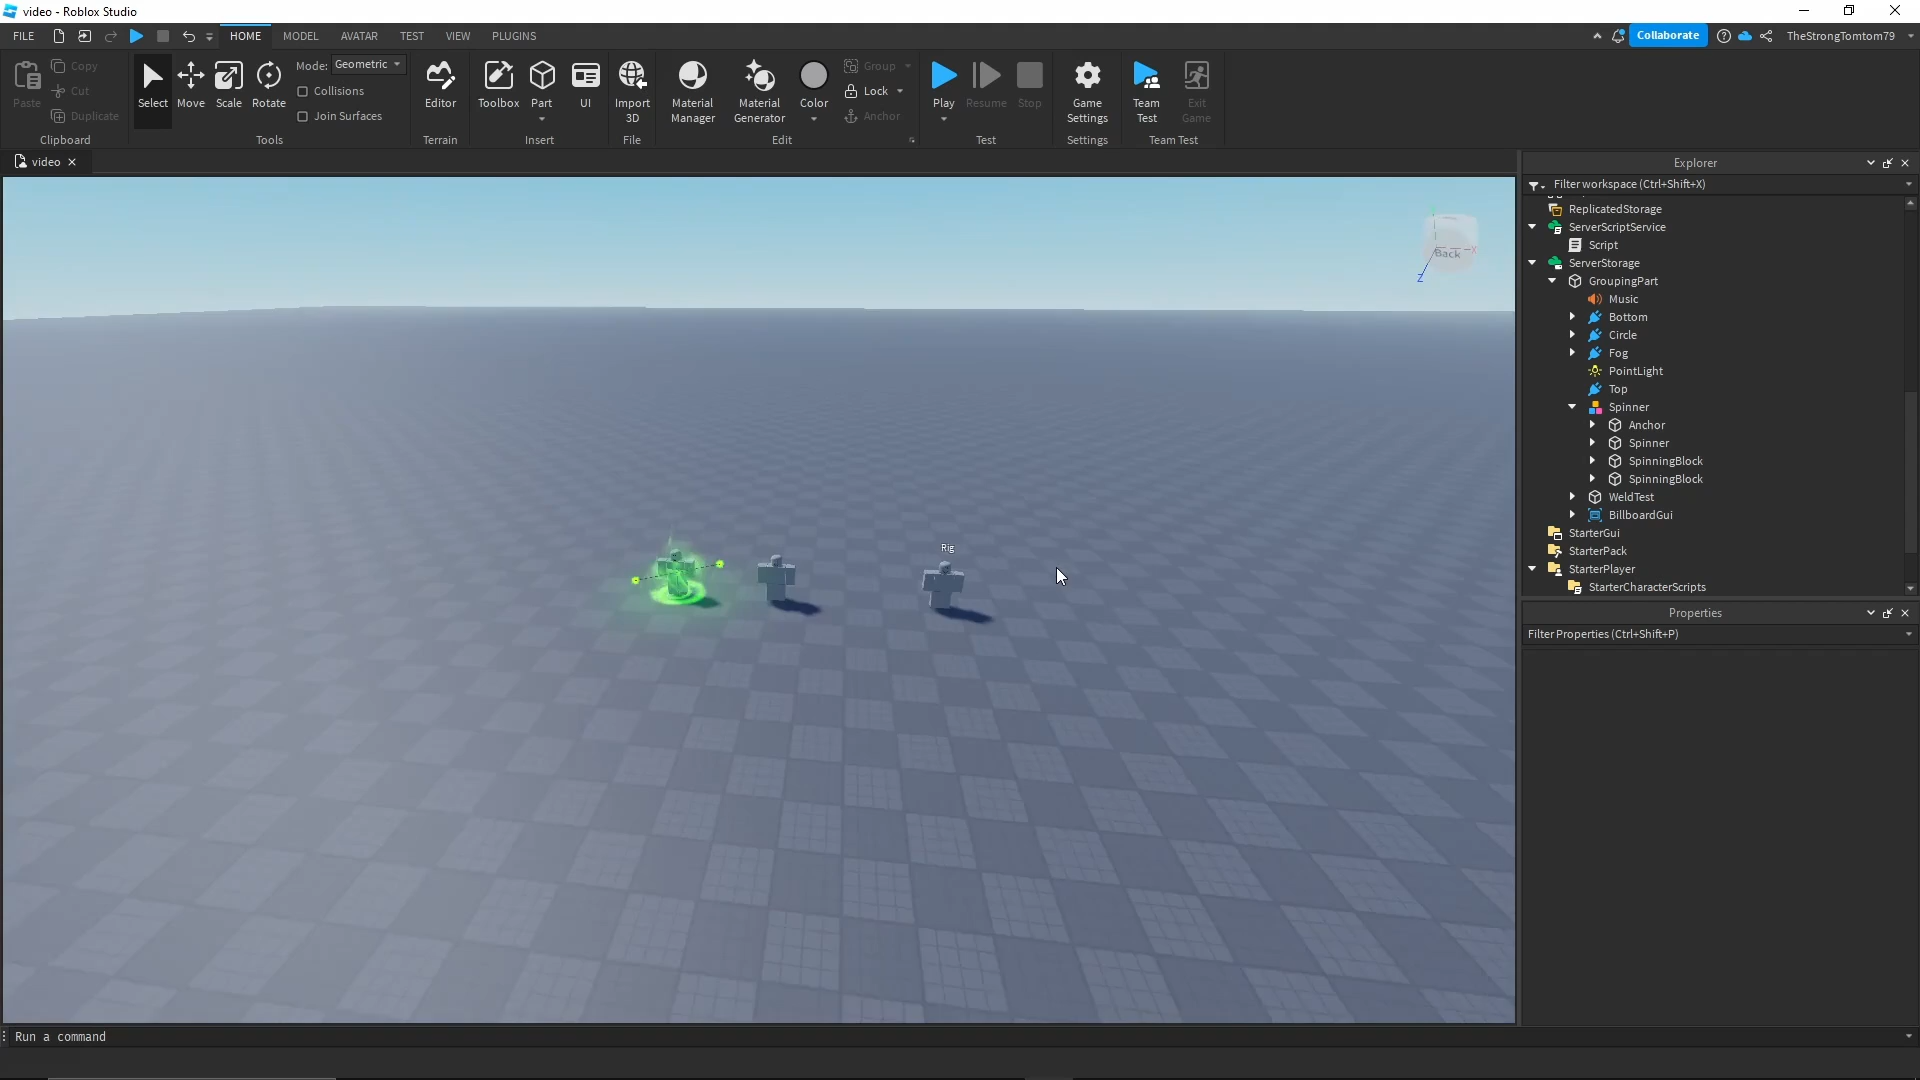 video - Roblox Studio
FILE HOME MODEL AVATAR TEST VIEW PLUGINS Collaborate TheStrongTomtom79
Paste Copy Cut Duplicate
Clipboard
Select Move Scale Rotate
Mode: Geometric
Collisions
Join Surfaces
Tools
Editor
Terrain
Toolbox Part UI
Insert
Import 3D
File
Material Manager Material Generator Color
Group
Lock
Anchor
Edit
Play Resume Stop
Test
Game Settings
Settings
Team Test Exit Game
Team Test
video
Back
X
Z
Rig
Explorer
Filter workspace (Ctrl+Shift+X)
ReplicatedStorage
ServerScriptService
Script
ServerStorage
GroupingPart
Music
Bottom
Circle
Fog
PointLight
Top
Spinner
Anchor
Spinner
SpinningBlock
SpinningBlock
WeldTest
BillboardGui
StarterGui
StarterPack
StarterPlayer
StarterCharacterScripts
Properties
Filter Properties (Ctrl+Shift+P)
Run a command